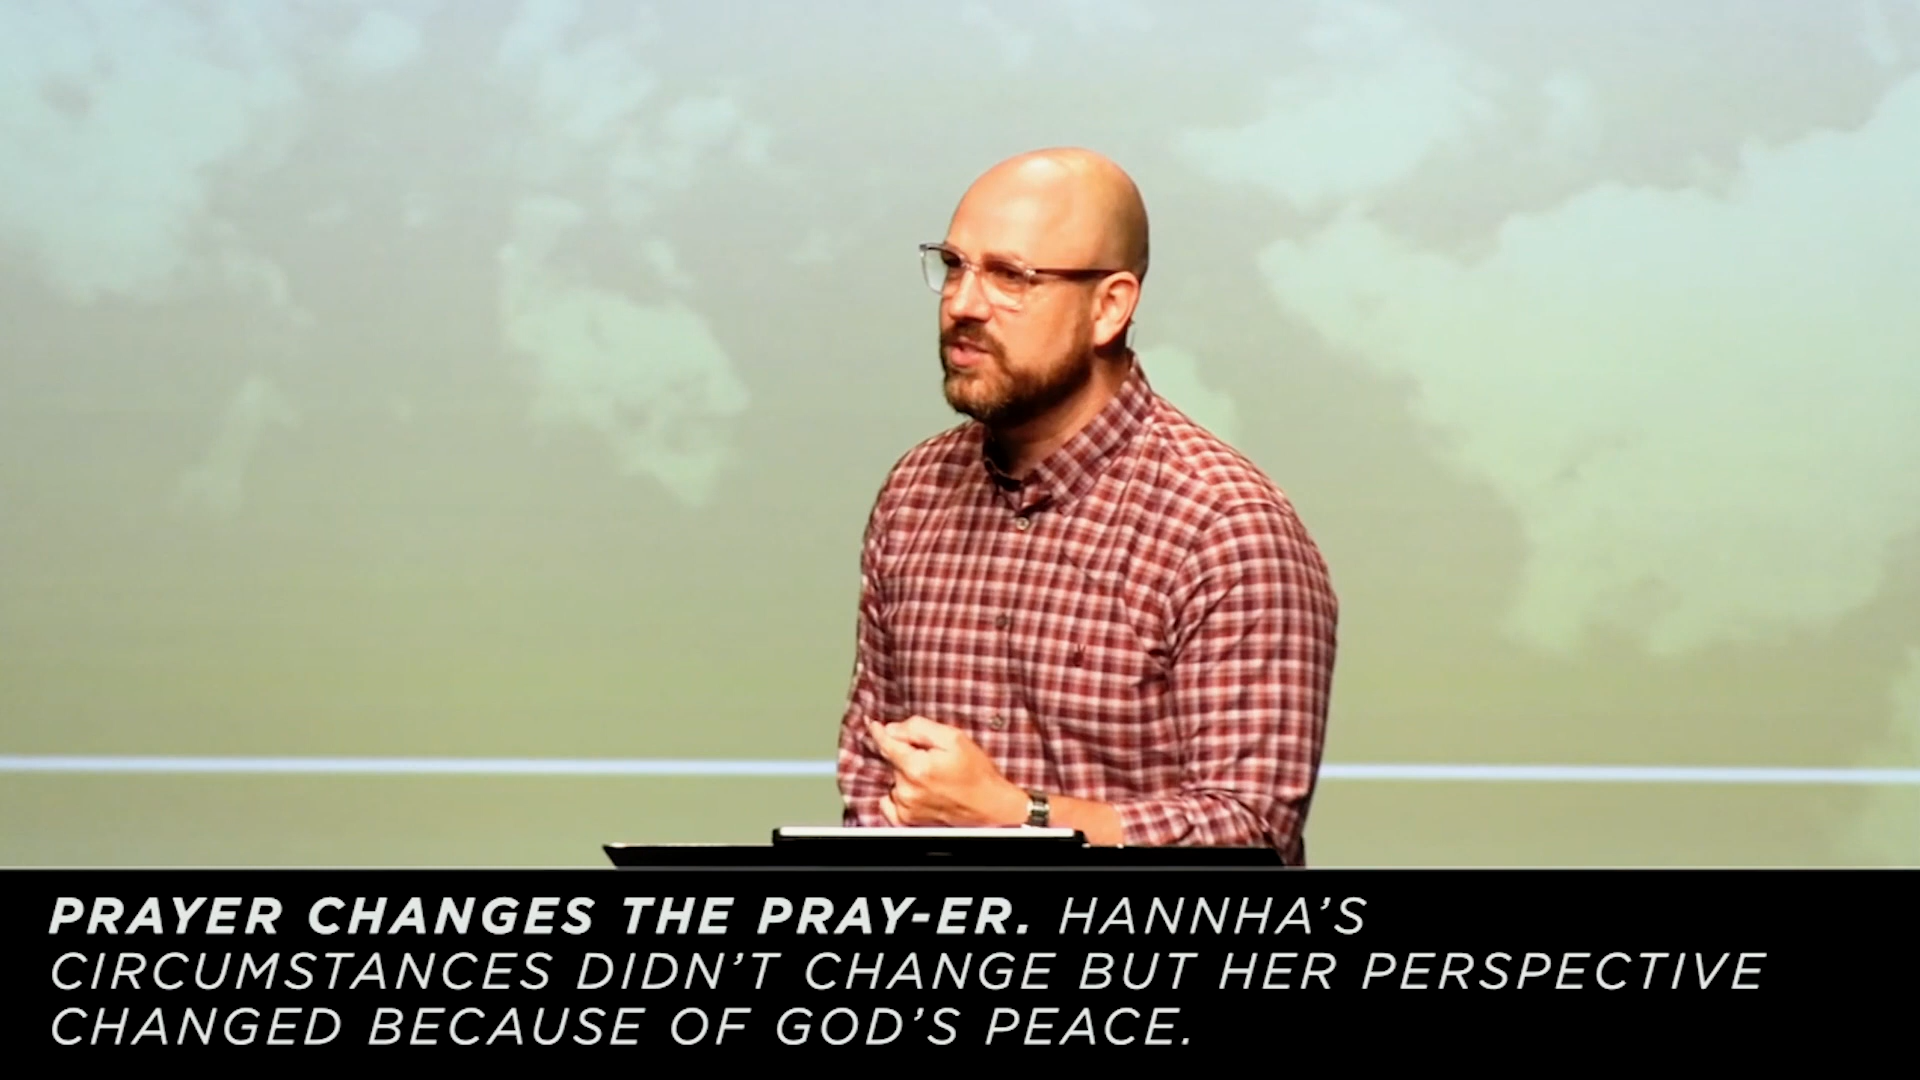 PRAYER CHANGES THE PRAY-ER. HANNHA'S
CIRCUMSTANCES DIDN'T CHANGE BUT HER PERSPECTIVE
CHANGED BECAUSE OF GOD'S PEACE.